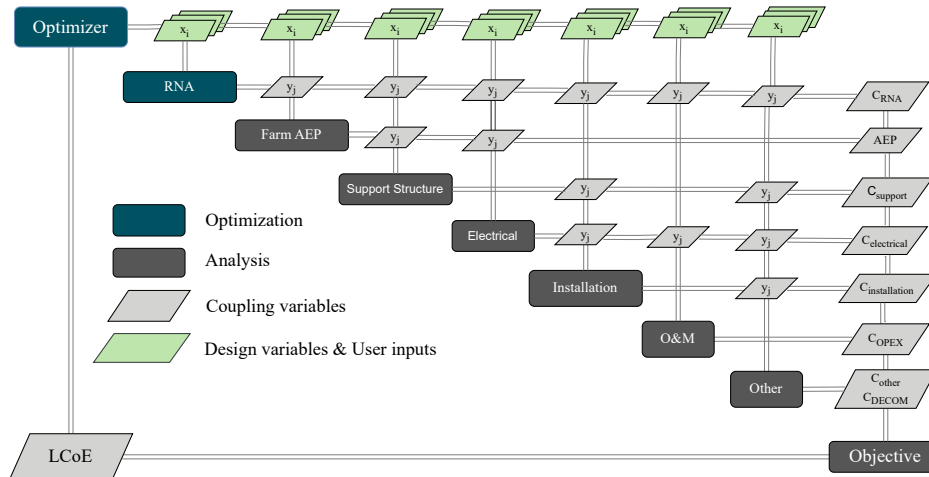 Optimizer
x_i x_i x_i x_i x_i x_i x_i
RNA y_j y_j y_j y_j y_j y_j C_RNA
Farm AEP y_j y_j AEP
Support Structure y_j y_j C_support
Optimization
Electrical y_j y_j y_j C_electrical
Analysis
Installation y_j C_installation
Coupling variables
O&M C_OPEX
Design variables & User inputs
Other C_other
C_DECOM
LCoE Objective